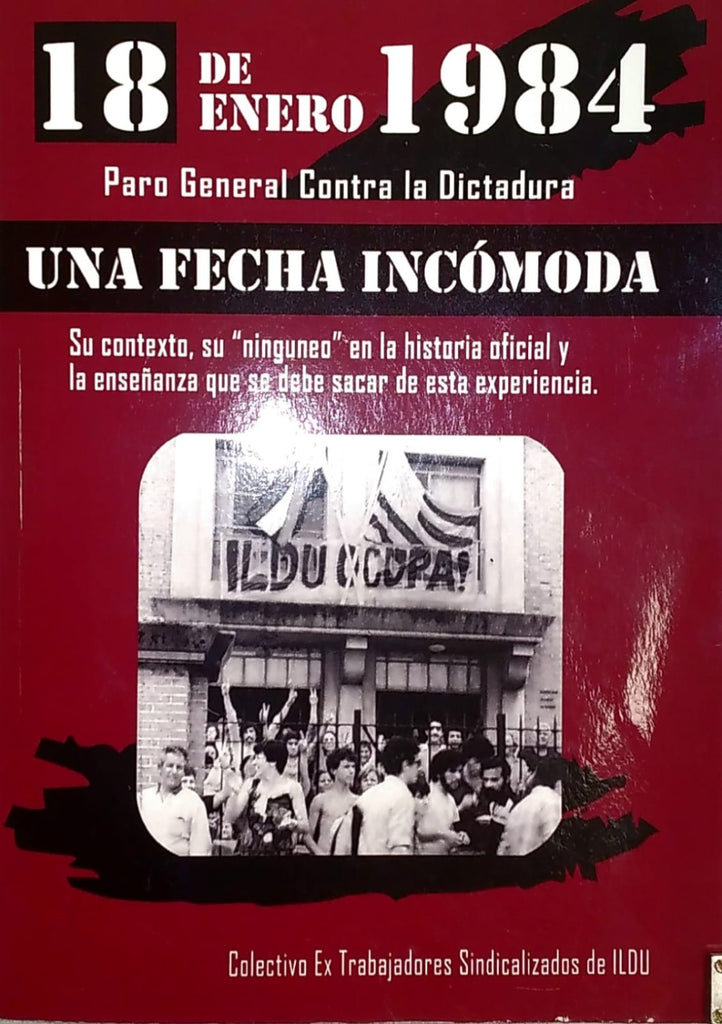 18 DE ENERO 1984
Paro General Contra la Dictadura
UNA FECHA INCÓMODA
Su contexto, su “ninguneo” en la historia oficial y
la enseñanza que se debe sacar de esta experiencia.
ILDU OCUPA!
Colectivo Ex Trabajadores Sindicalizados de ILDU